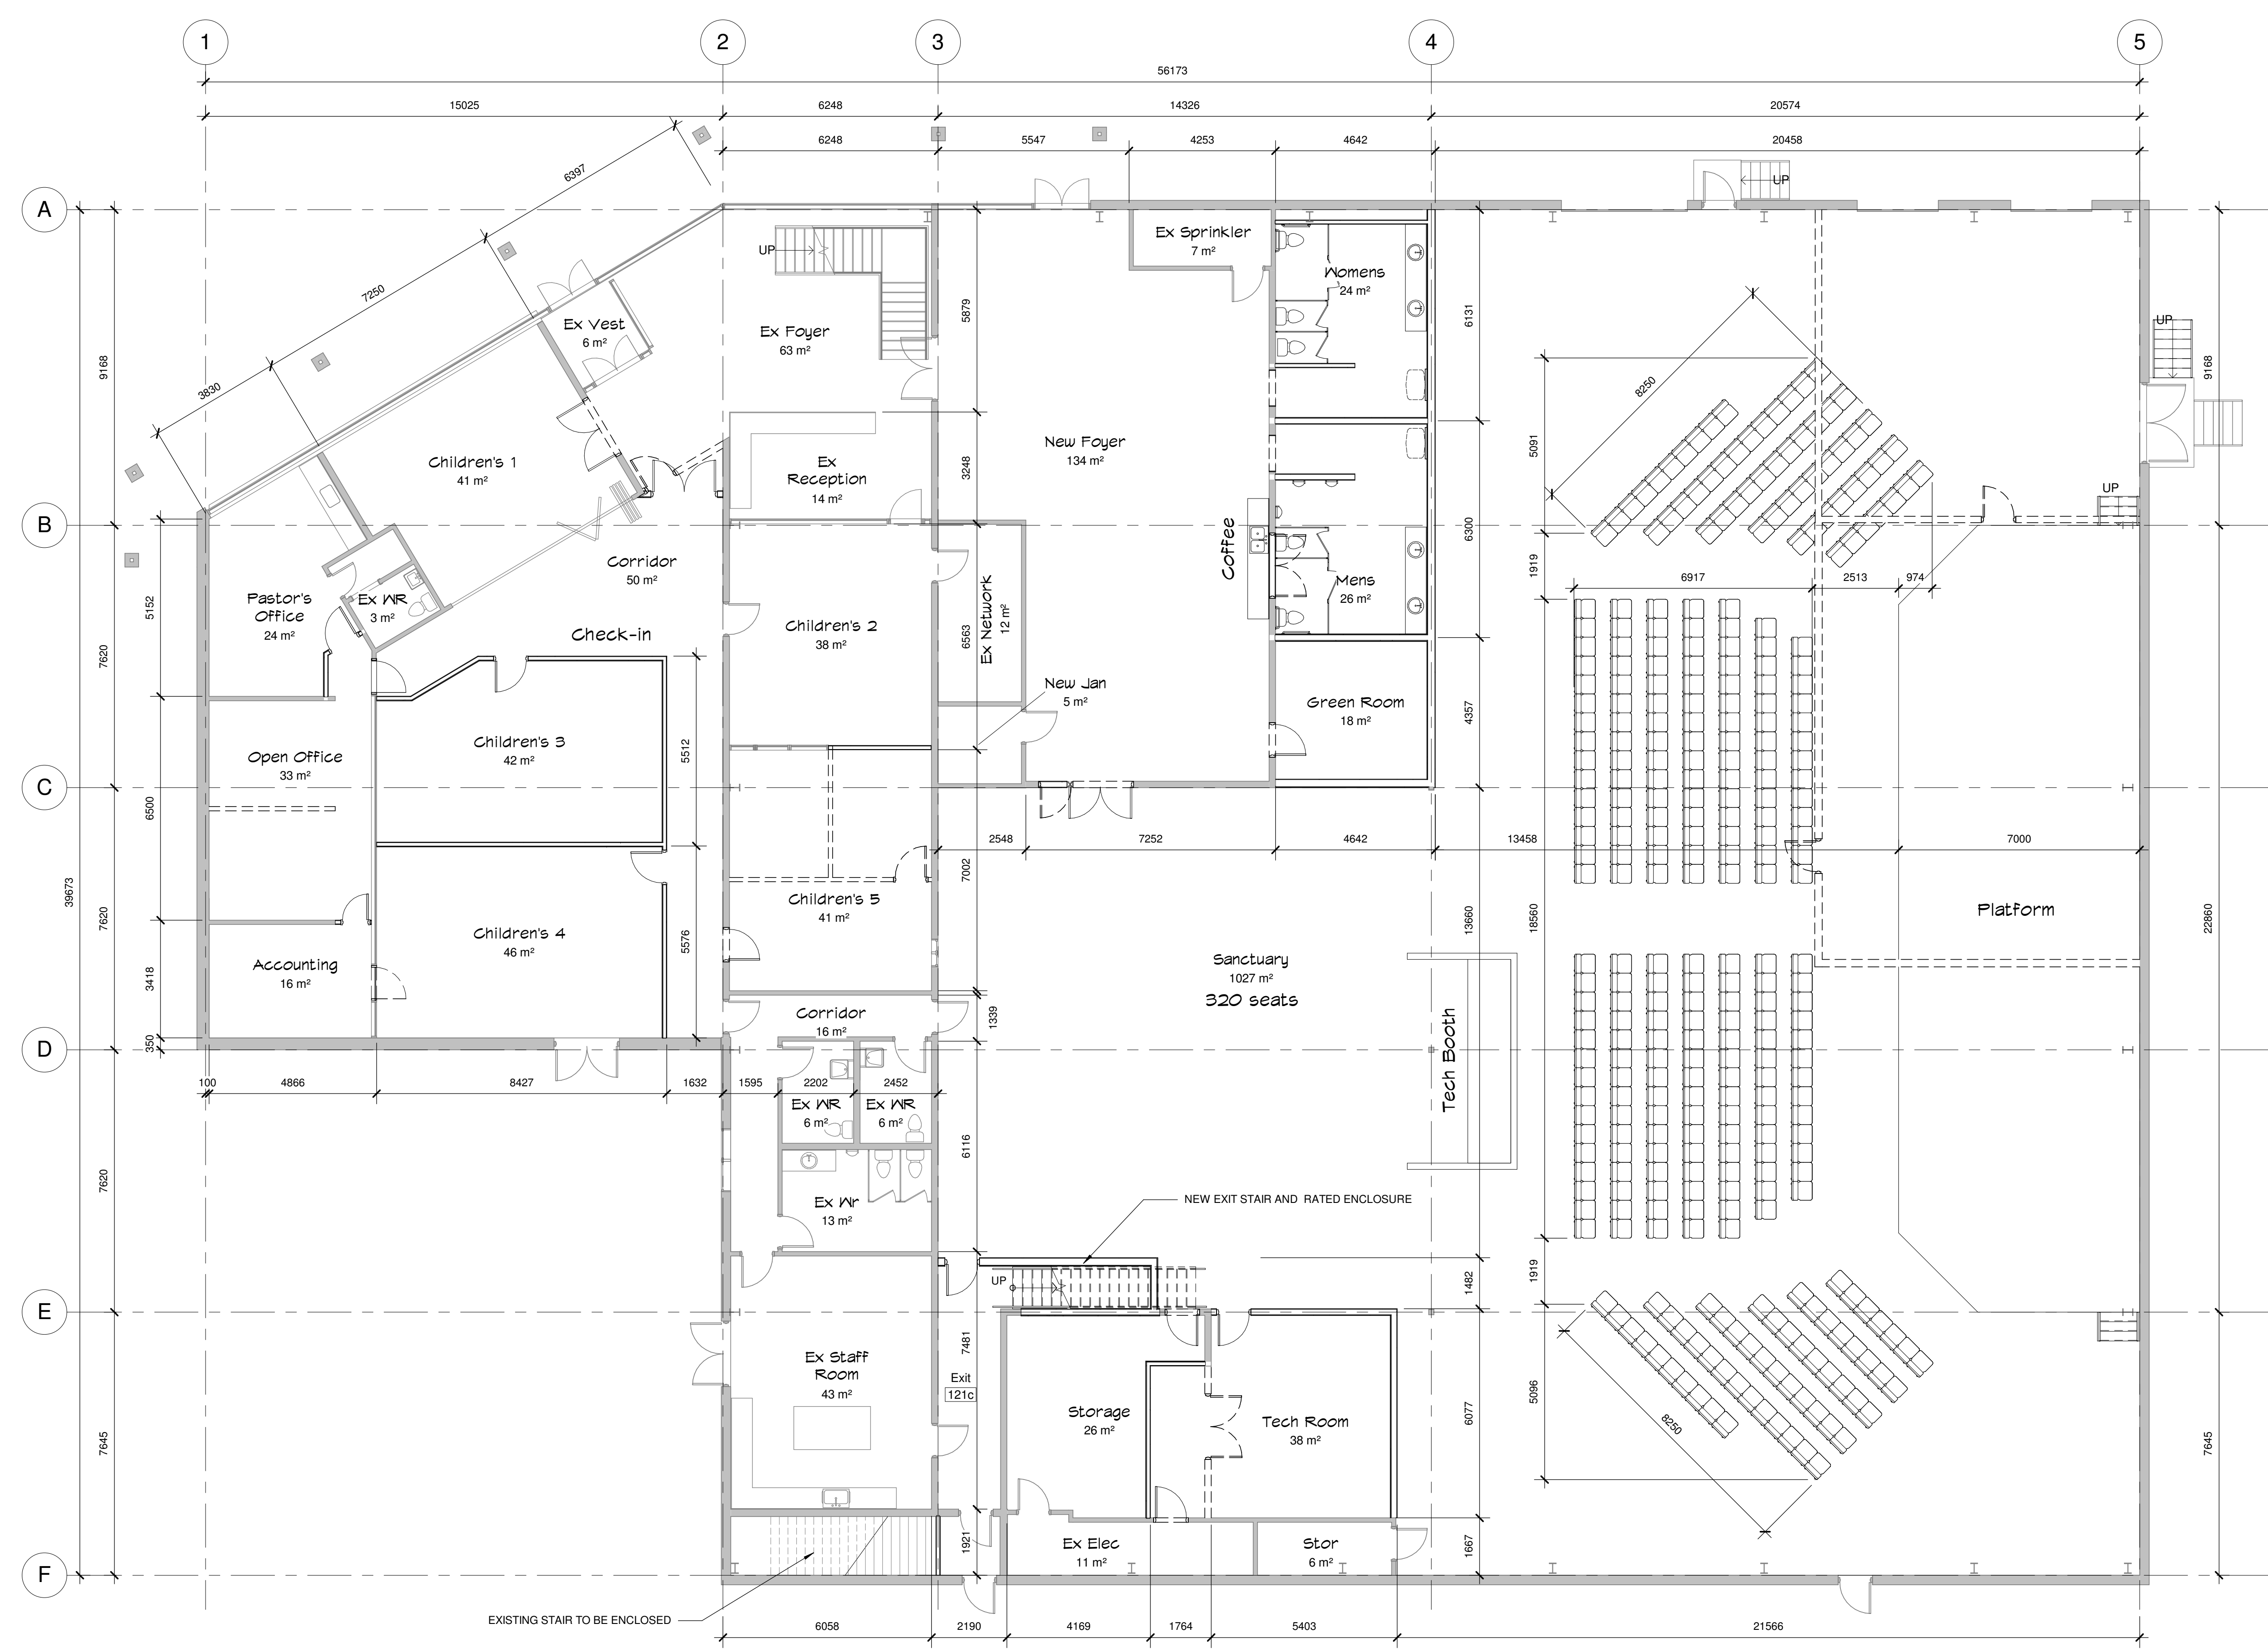 1
2
3
4
5
56173
15025
6248
14326
20574
6248
5547
4253
4642
20458
6397
7250
3830
A
B
C
D
E
F
UP
UP
UP
UP
UP
Ex Sprinkler
7 m²
Womens
24 m²
Ex Vest
6 m²
Ex Foyer
63 m²
5879
6131
9168
9168
8250
5091
Children's 1
41 m²
Ex
Reception
14 m²
3248
New Foyer
134 m²
Coffee
6300
1919
6917
2513
974
Corridor
50 m²
Pastor's
Office
24 m²
Ex WR
3 m²
Check-in
5152
7620
Children's 2
38 m²
6563
Ex Network
12 m²
Mens
26 m²
New Jan
5 m²
Green Room
18 m²
4357
Open Office
33 m²
Children's 3
42 m²
5512
6500
2548
7252
4642
13458
7000
7002
39673
7620
Children's 5
41 m²
Children's 4
46 m²
5576
Accounting
16 m²
3418
350
13660
18560
22860
Platform
Sanctuary
1027 m²
320 seats
Tech Booth
Corridor
16 m²
1339
100
4866
8427
1632
1595
2202
2452
Ex WR
6 m²
Ex WR
6 m²
6116
7620
Ex Wr
13 m²
NEW EXIT STAIR AND RATED ENCLOSURE
1482
1919
7481
Ex Staff
Room
43 m²
Exit
121c
Storage
26 m²
Tech Room
38 m²
6077
5096
8250
7645
7645
1921
Ex Elec
11 m²
Stor
6 m²
1667
EXISTING STAIR TO BE ENCLOSED
6058
2190
4169
1764
5403
21566